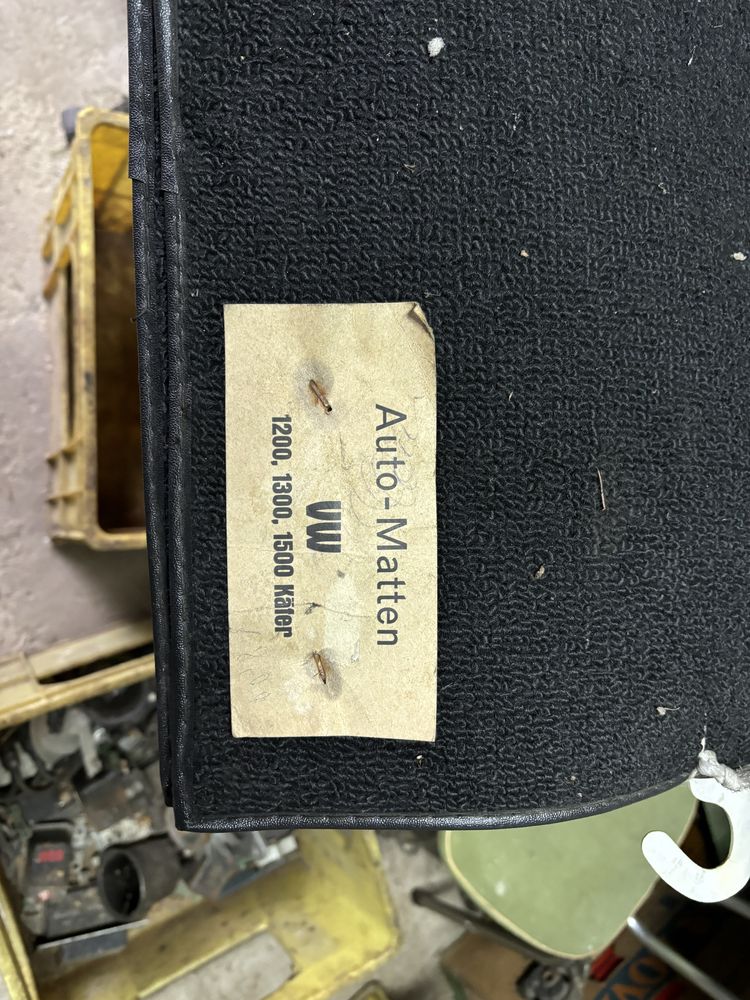 Auto-Matten
VW
1200, 1300, 1500 Käfer